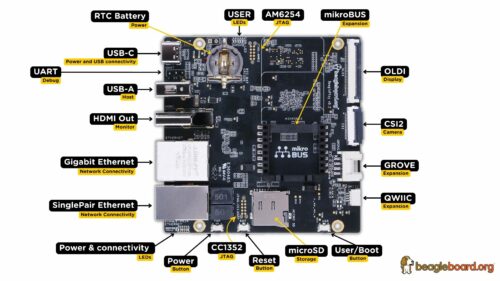 RTC Battery
Power
USER
LEDs
AM6254
JTAG
mikroBUS
Expansion
USB-C
Power and USB connectivity
UART
Debug
USB-A
Host
HDMI Out
Monitor
Gigabit Ethernet
Network Connectivity
SinglePair Ethernet
Network Connectivity
Power & connectivity
LEDs
Power
Button
CC1352
JTAG
Reset
Button
microSD
Storage
User/Boot
Button
OLDI
Display
CSI2
Camera
GROVE
Expansion
QWIIC
Expansion
mikro
BUS
501
beagleboard.org